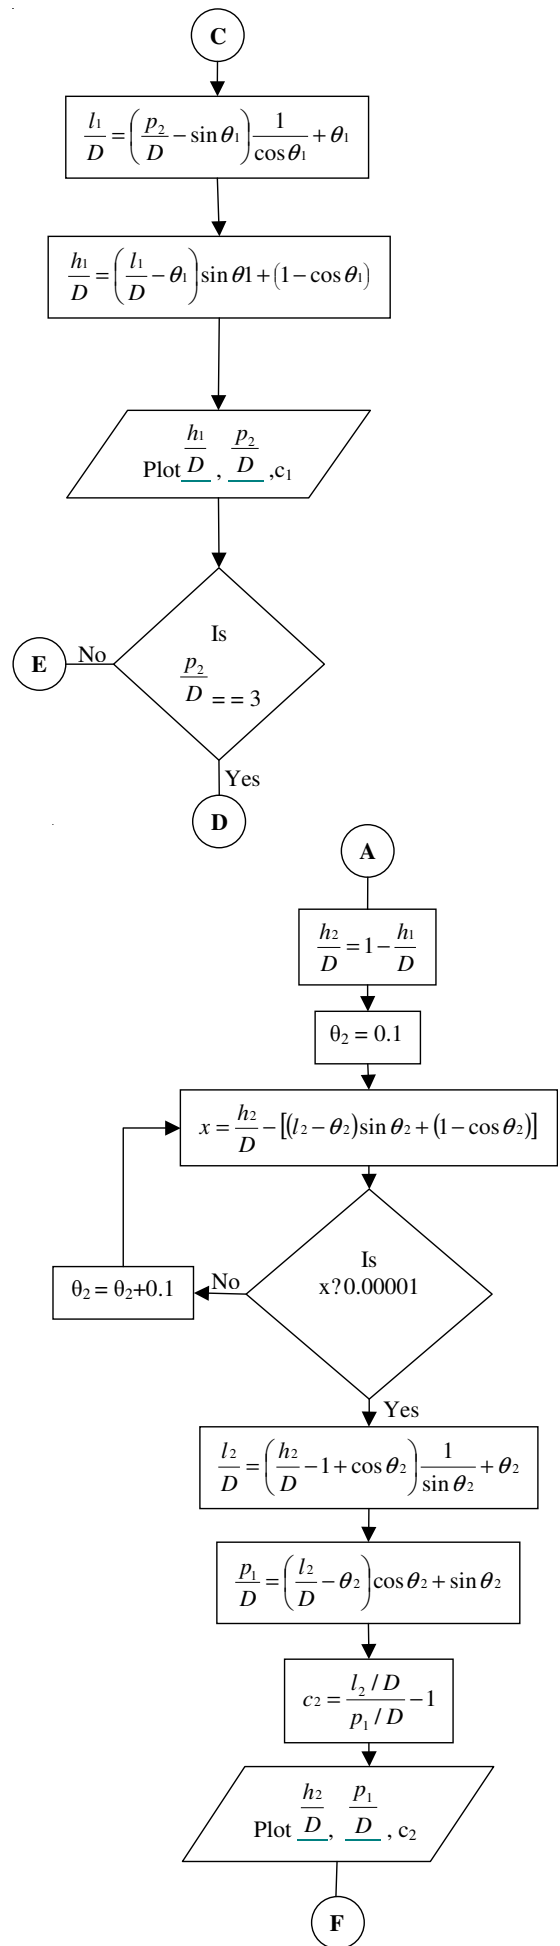 C
l₁/D = (p₂/D − sin θ₁) 1/cos θ₁ + θ₁
h₁/D = (l₁/D − θ₁) sin θ1 + (1 − cos θ₁)
Plot h₁/D , p₂/D ,c₁
Is
p₂/D = = 3
No
E
Yes
D
A
h₂/D = 1 − h₁/D
θ₂ = 0.1
x = h₂/D − [(l₂ − θ₂) sin θ₂ + (1 − cos θ₂)]
Is
x?0.00001
No
θ₂ = θ₂+0.1
Yes
l₂/D = (h₂/D − 1 + cos θ₂) 1/sin θ₂ + θ₂
p₁/D = (l₂/D − θ₂) cos θ₂ + sin θ₂
c₂ = l₂ / D / p₁ / D − 1
Plot h₂/D, p₁/D , c₂
F